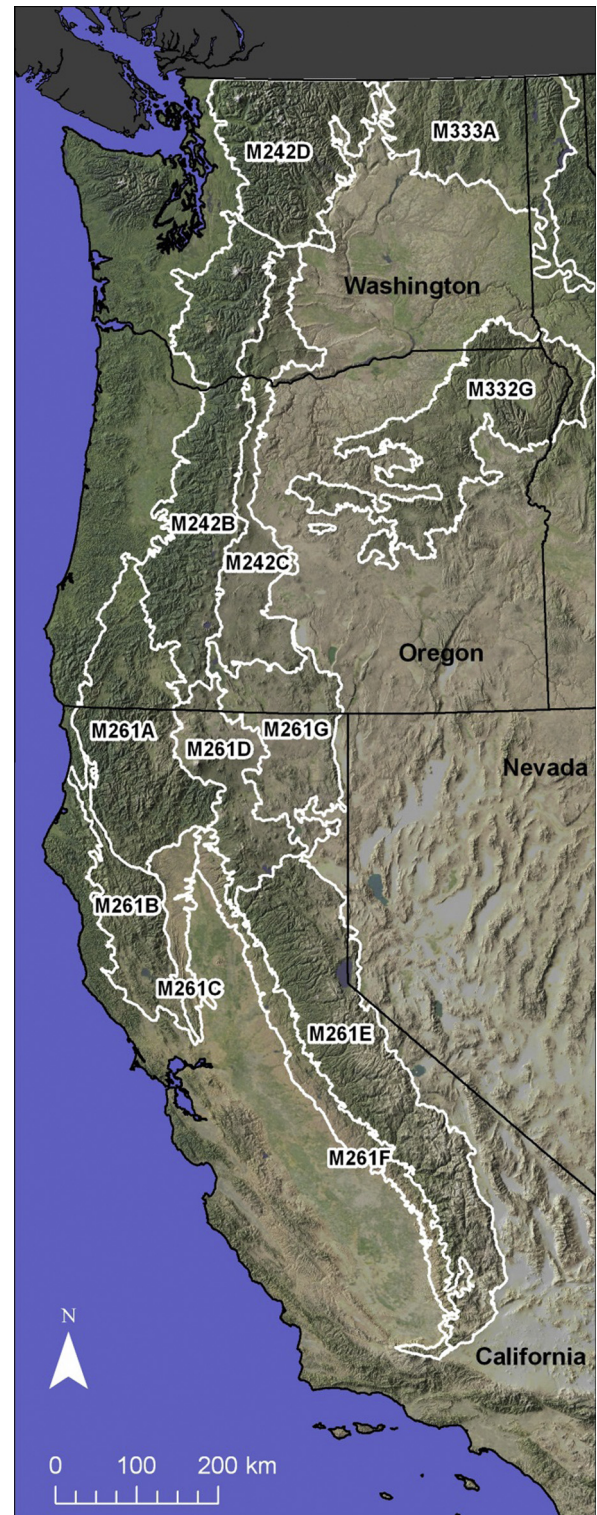 M333A
M242D
Washington
M332G
M242B
M242C
Oregon
M261A
M261G
M261D
Nevada
M261B
M261C
M261E
M261F
N
California
0 100 200 km